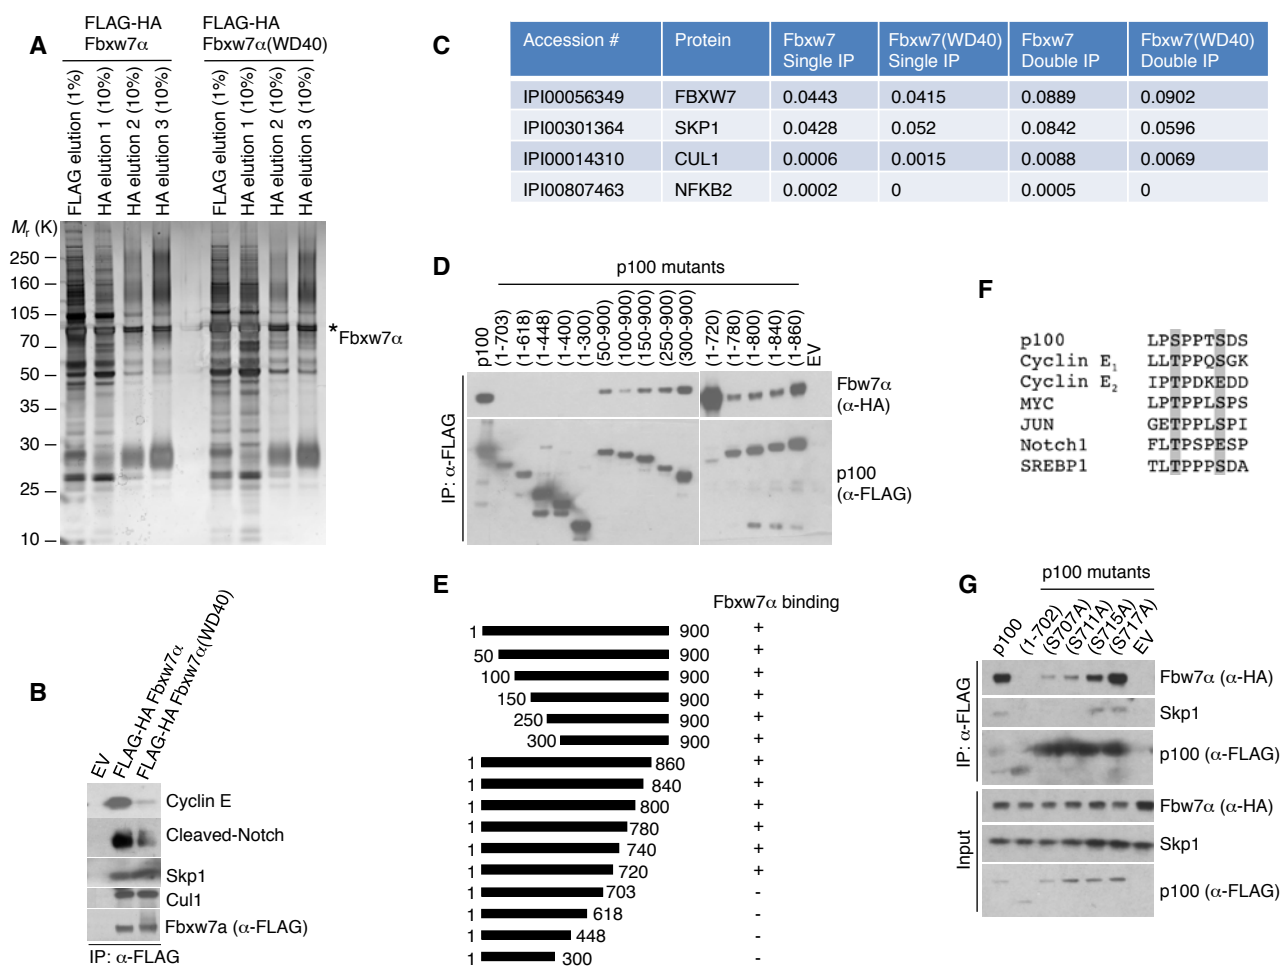 A
FLAG-HA
Fbxw7α
FLAG-HA
Fbxw7α(WD40)
FLAG elution (1%)
HA elution 1 (10%)
HA elution 2 (10%)
HA elution 3 (10%)
FLAG elution (1%)
HA elution 1 (10%)
HA elution 2 (10%)
HA elution 3 (10%)
Mr (K)
250
160
105
70
50
35
30
25
10
*Fbxw7α
B
EV
FLAG-HA Fbxw7α
FLAG-HA Fbxw7α(WD40)
Cyclin E
Cleaved-Notch
Skp1
Cul1
Fbxw7a (α-FLAG)
IP: α-FLAG
C
Accession # Protein Fbxw7 Single IP Fbxw7(WD40) Single IP Fbxw7 Double IP Fbxw7(WD40) Double IP
IPI00056349 FBXW7 0.0443 0.0415 0.0889 0.0902
IPI00301364 SKP1 0.0428 0.052 0.0842 0.0596
IPI00014310 CUL1 0.0006 0.0015 0.0088 0.0069
IPI00807463 NFKB2 0.0002 0 0.0005 0
D
p100 mutants
p100
(1-703)
(1-618)
(1-448)
(1-400)
(1-300)
(50-900)
(100-900)
(150-900)
(250-900)
(300-900)
(1-720)
(1-780)
(1-800)
(1-840)
(1-860)
EV
IP: α-FLAG
Fbw7α
(α-HA)
p100
(α-FLAG)
E
Fbxw7α binding
1 900 +
50 900 +
100 900 +
150 900 +
250 900 +
300 900 +
1 860 +
1 840 +
1 800 +
1 780 +
1 740 +
1 720 +
1 703 -
1 618 -
1 448 -
1 300 -
F
p100 LPSPPTSDS
Cyclin E1 LLTPPQSGK
Cyclin E2 IPTPDKEDD
MYC LPTPPLSPS
JUN GETPPLSPI
Notch1 FLTPSPESP
SREBP1 TLTPPPSDA
G
p100 mutants
p100
(1-702)
(S707A)
(S711A)
(S715A)
(S717A)
EV
IP: α-FLAG
Fbw7α (α-HA)
Skp1
p100 (α-FLAG)
Input
Fbw7α (α-HA)
Skp1
p100 (α-FLAG)